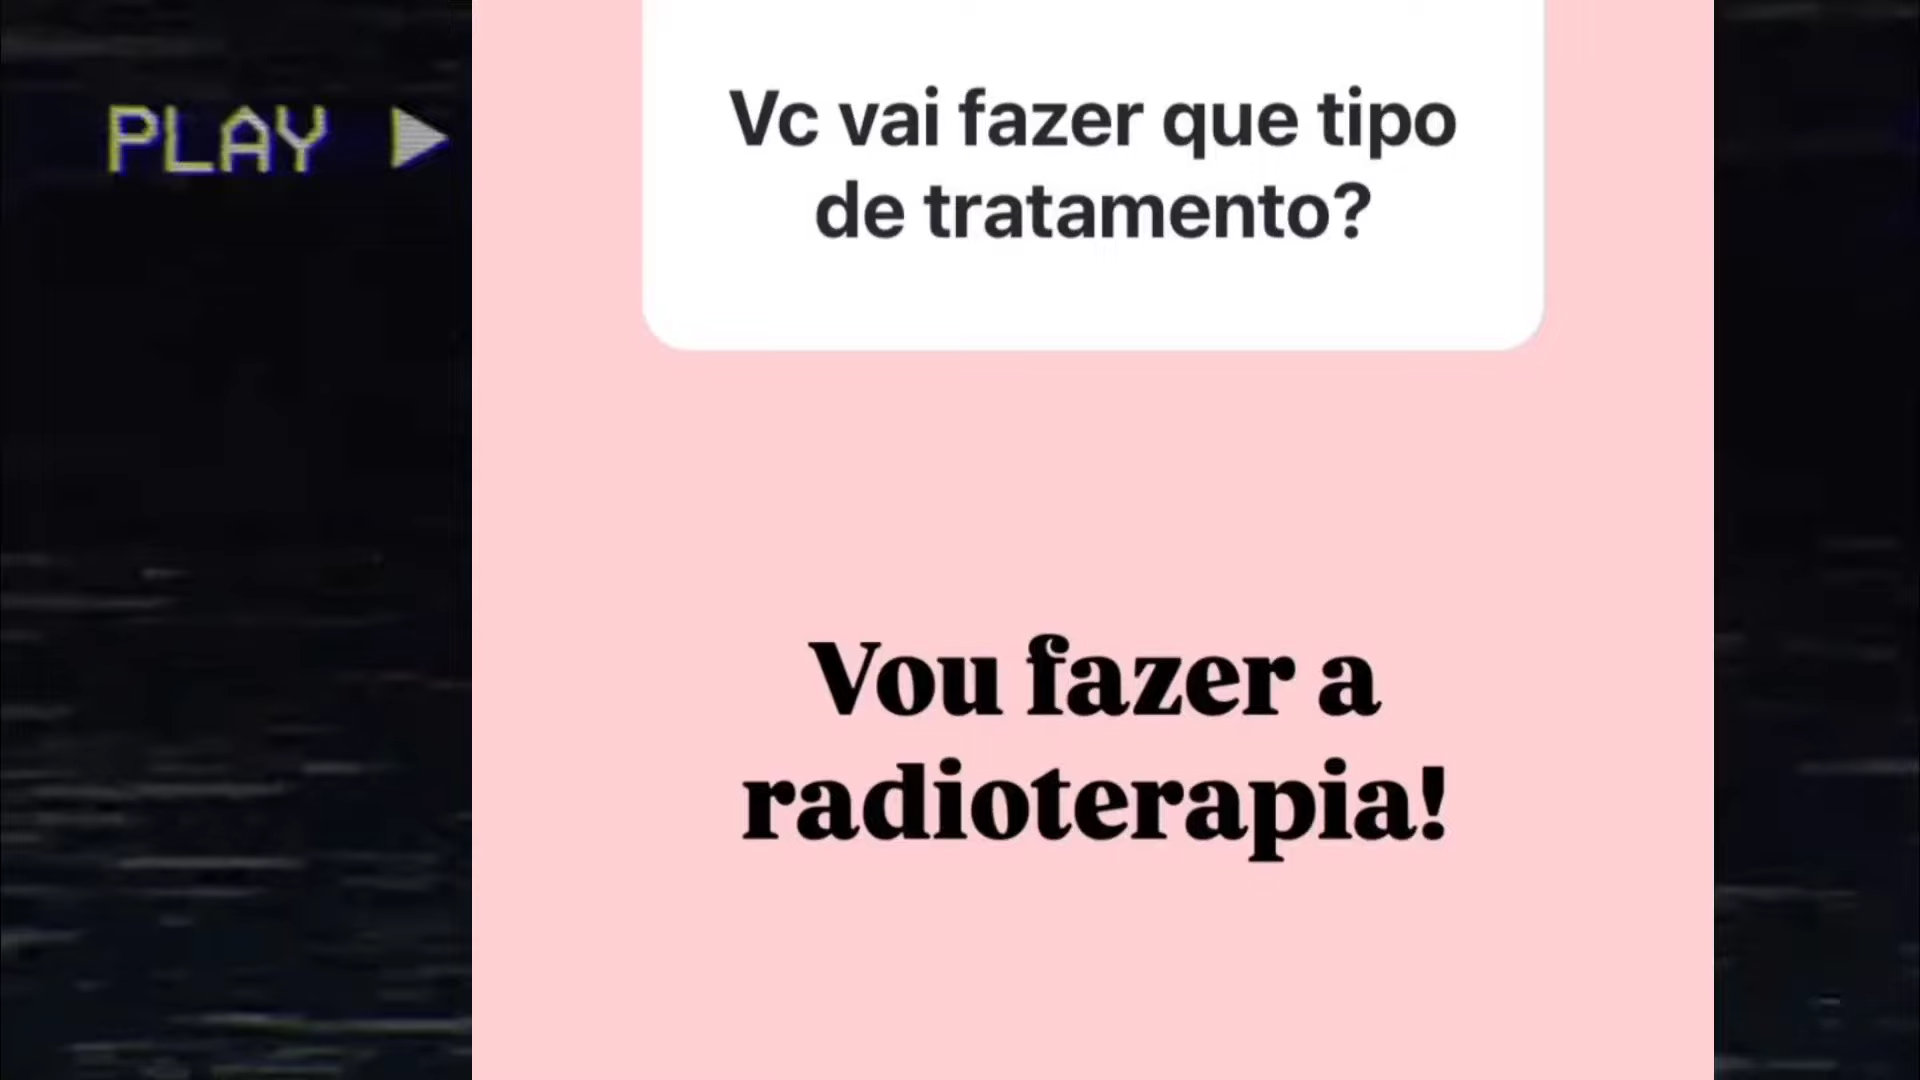 PLAY
Vc vai fazer que tipo
de tratamento?
Vou fazer a
radioterapia!